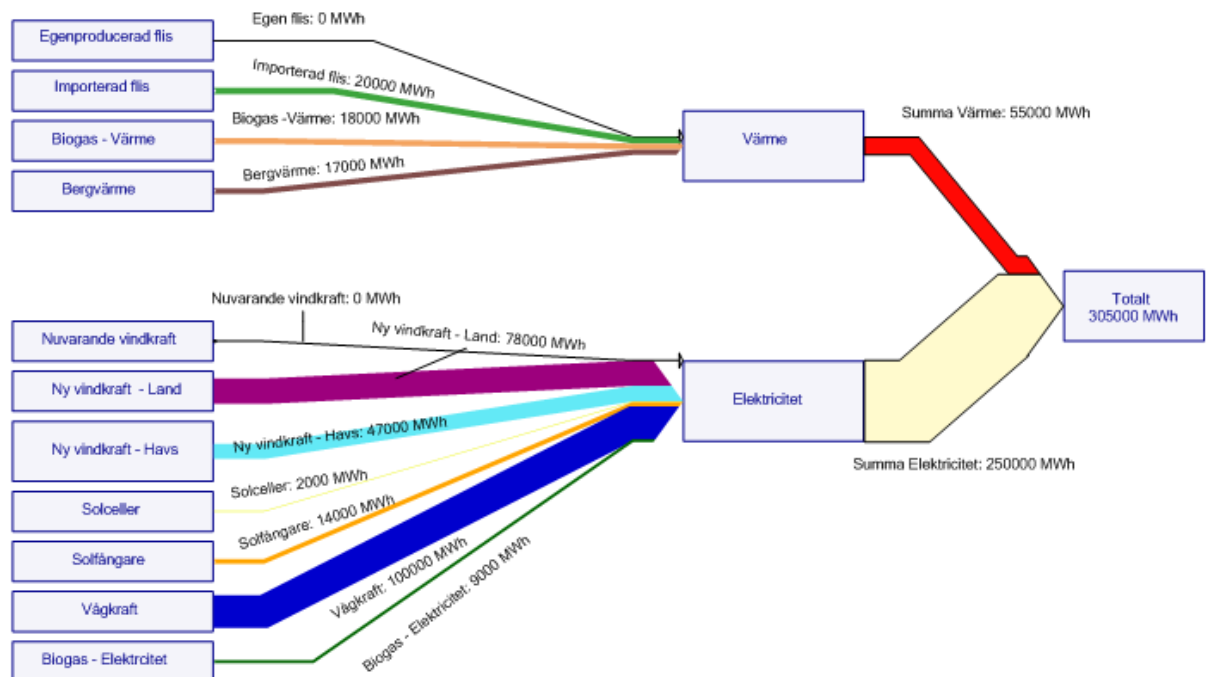 Egen flis: 0 MWh
Egenproducerad flis
Importerad flis: 20000 MWh
Importerad flis
Summa Värme: 55000 MWh
Biogas -Värme: 18000 MWh
Biogas - Värme
Värme
Bergvärme: 17000 MWh
Bergvärme
Nuvarande vindkraft: 0 MWh
Totalt
305000 MWh
Nuvarande vindkraft
Ny vindkraft - Land: 78000 MWh
Ny vindkraft - Land
Elektricitet
Ny vindkraft - Havs: 47000 MWh
Ny vindkraft - Havs
Summa Elektricitet: 250000 MWh
Solceller: 2000 MWh
Solceller
Solfångare: 14000 MWh
Solfångare
Vågkraft: 100000 MWh
Vågkraft
Biogas - Elektricitet: 9000 MWh
Biogas - Elektrcitet